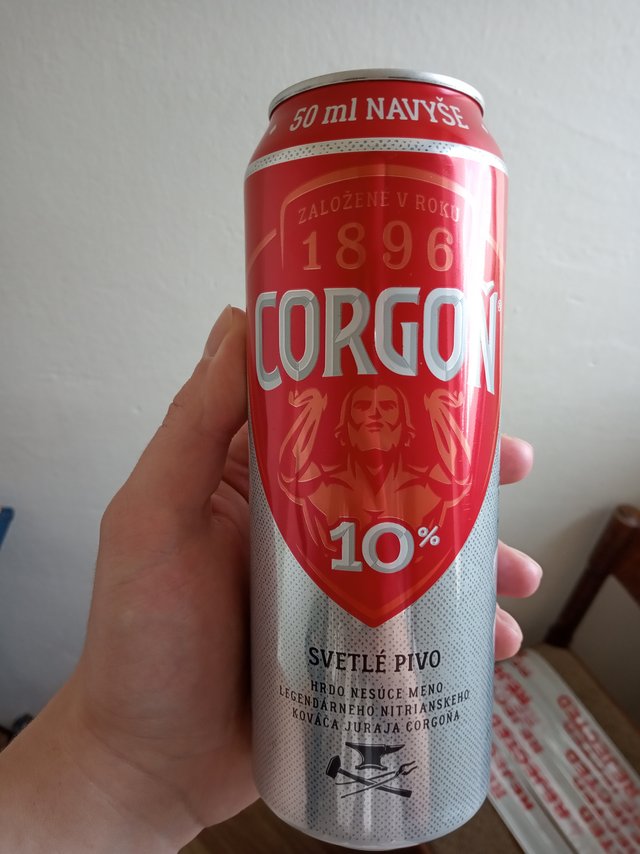 50 ml NAVYŠE
ZALOŽENÉ V ROKU
1896
CORGOŇ
10%
SVETLÉ PIVO
HRDO NESÚCE MENO
LEGENDÁRNEHO NITRIANSKEHO
KOVÁČA JURAJA CORGOŇA